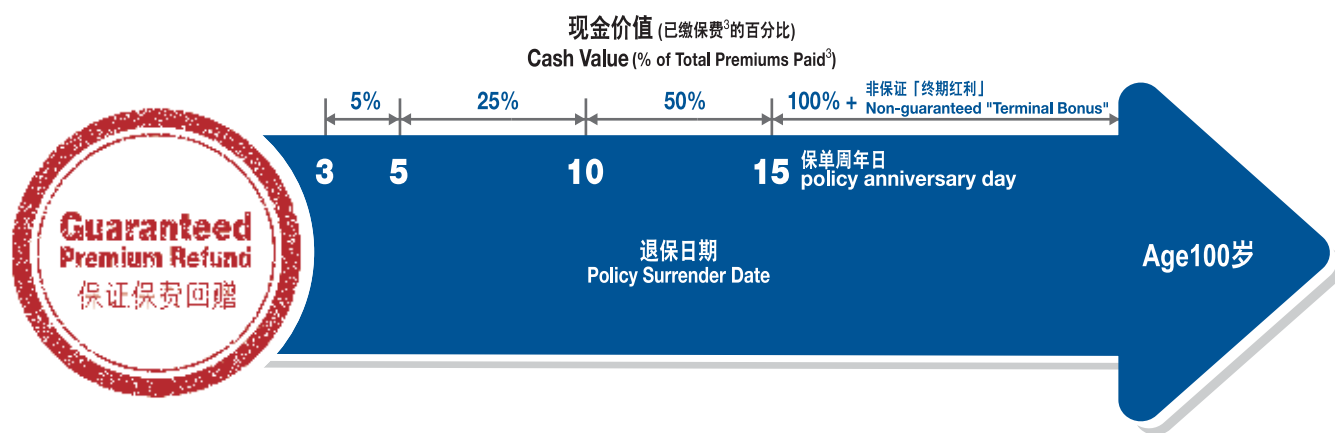 现金价值 (已缴保费³的百分比)
Cash Value (% of Total Premiums Paid³)
5% 25% 50% 100% + 非保证「终期红利」
Non-guaranteed "Terminal Bonus"
3 5 10 15 保单周年日
policy anniversary day
Guaranteed
Premium Refund
保证保费回赠
退保日期
Policy Surrender Date
Age100岁